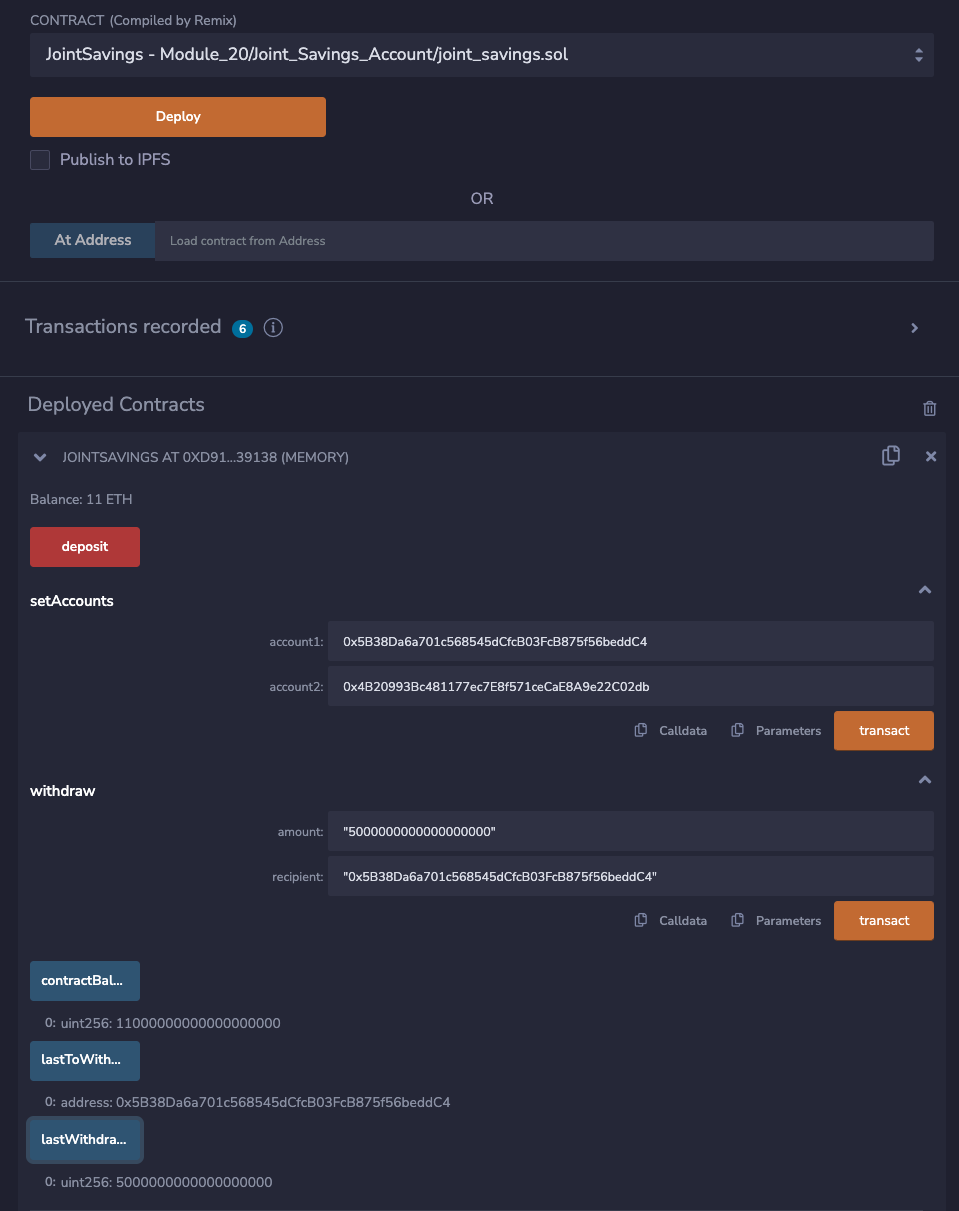 CONTRACT (Compiled by Remix)
JointSavings - Module_20/Joint_Savings_Account/joint_savings.sol
Deploy
Publish to IPFS
OR
At Address Load contract from Address
Transactions recorded 6 i
Deployed Contracts
JOINTSAVINGS AT 0XD91...39138 (MEMORY)
Balance: 11 ETH
deposit
setAccounts
account1: 0x5B38Da6a701c568545dCfcB03FcB875f56beddC4
account2: 0x4B20993Bc481177ec7E8f571ceCaE8A9e22C02db
Calldata Parameters transact
withdraw
amount: "5000000000000000000"
recipient: "0x5B38Da6a701c568545dCfcB03FcB875f56beddC4"
Calldata Parameters transact
contractBal...
0: uint256: 11000000000000000000
lastToWith...
0: address: 0x5B38Da6a701c568545dCfcB03FcB875f56beddC4
lastWithdra...
0: uint256: 5000000000000000000